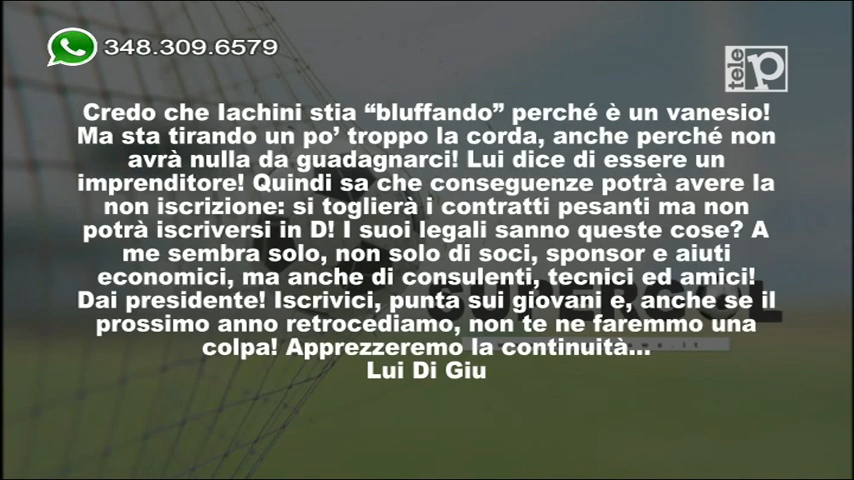 348.309.6579
tele p
Credo che Iachini stia “bluffando” perché è un vanesio!
Ma sta tirando un po’ troppo la corda, anche perché non
avrà nulla da guadagnarci! Lui dice di essere un
imprenditore! Quindi sa che conseguenze potrà avere la
non iscrizione: si toglierà i contratti pesanti ma non
potrà iscriversi in D! I suoi legali sanno queste cose? A
me sembra solo, non solo di soci, sponsor e aiuti
economici, ma anche di consulenti, tecnici ed amici!
Dai presidente! Iscrivici, punta sui giovani e, anche se il
prossimo anno retrocediamo, non te ne faremmo una
colpa! Apprezzeremo la continuità...
Lui Di Giu
SUPERGOL